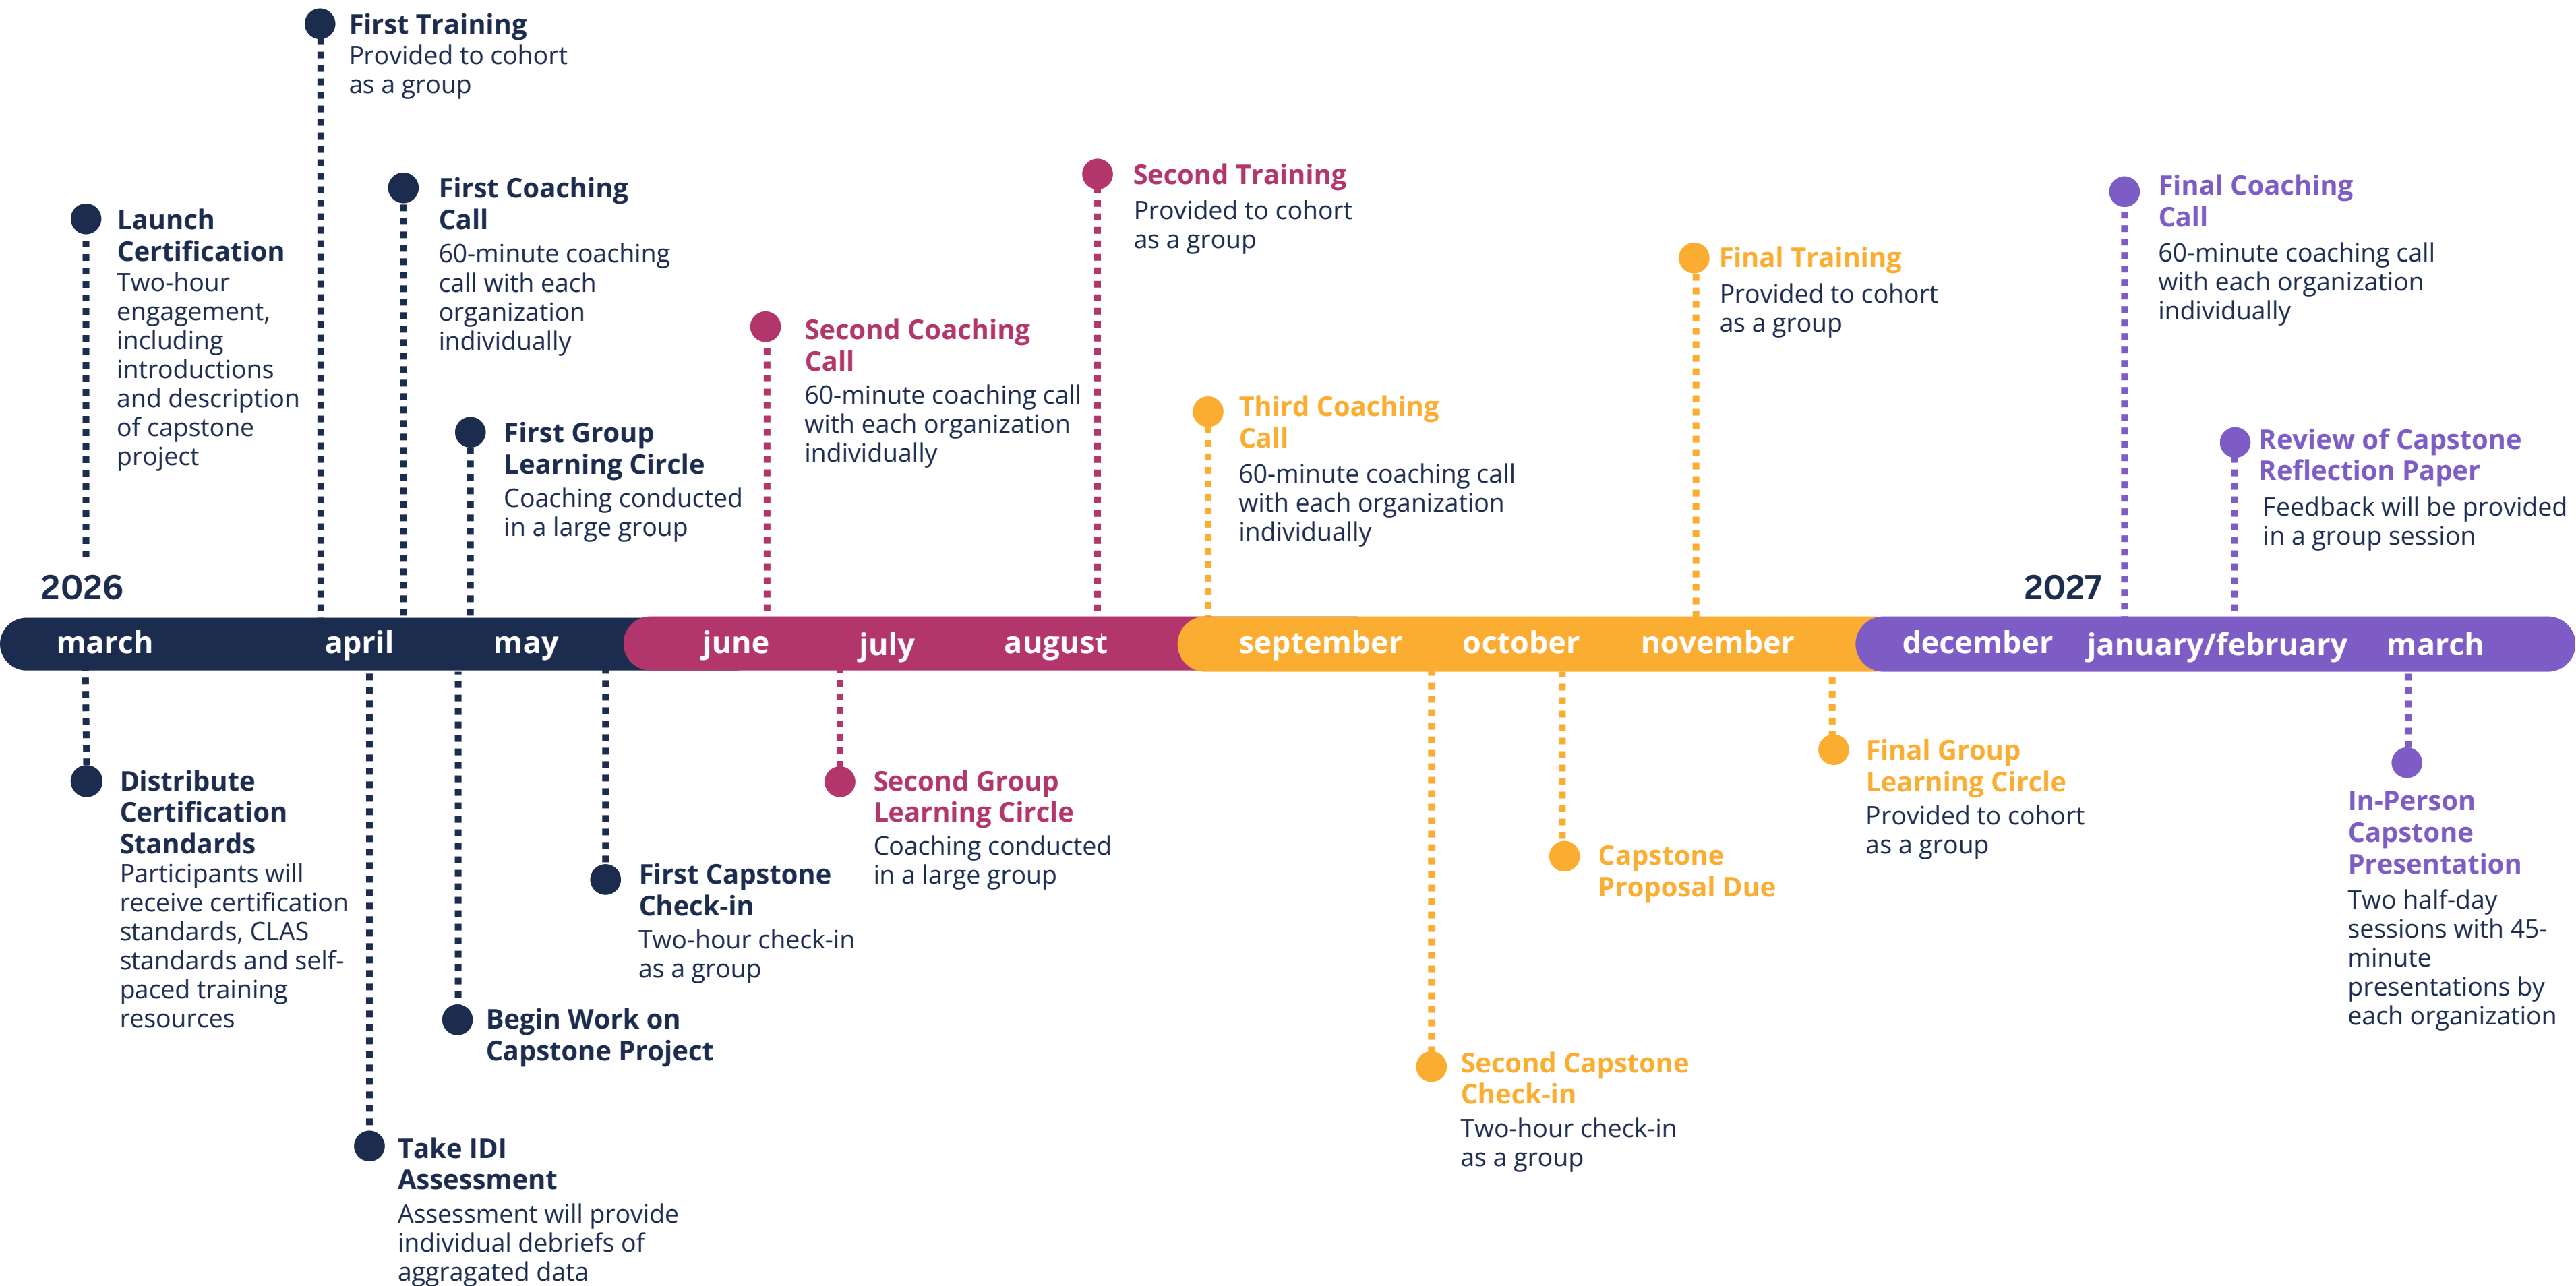 First Training
Provided to cohort
as a group
Launch
Certification
Two-hour
engagement,
including
introductions
and description
of capstone
project
First Coaching
Call
60-minute coaching
call with each
organization
individually
First Group
Learning Circle
Coaching conducted
in a large group
Second Coaching
Call
60-minute coaching call
with each organization
individually
Second Training
Provided to cohort
as a group
Third Coaching
Call
60-minute coaching call
with each organization
individually
Final Training
Provided to cohort
as a group
Final Coaching
Call
60-minute coaching call
with each organization
individually
Review of Capstone
Reflection Paper
Feedback will be provided
in a group session
2026
2027
march april may june july august september october november december january/february march
Distribute
Certification
Standards
Participants will
receive certification
standards, CLAS
standards and self-
paced training
resources
Take IDI
Assessment
Assessment will provide
individual debriefs of
aggragated data
Begin Work on
Capstone Project
First Capstone
Check-in
Two-hour check-in
as a group
Second Group
Learning Circle
Coaching conducted
in a large group
Second Capstone
Check-in
Two-hour check-in
as a group
Capstone
Proposal Due
Final Group
Learning Circle
Provided to cohort
as a group
In-Person
Capstone
Presentation
Two half-day
sessions with 45-
minute
presentations by
each organization